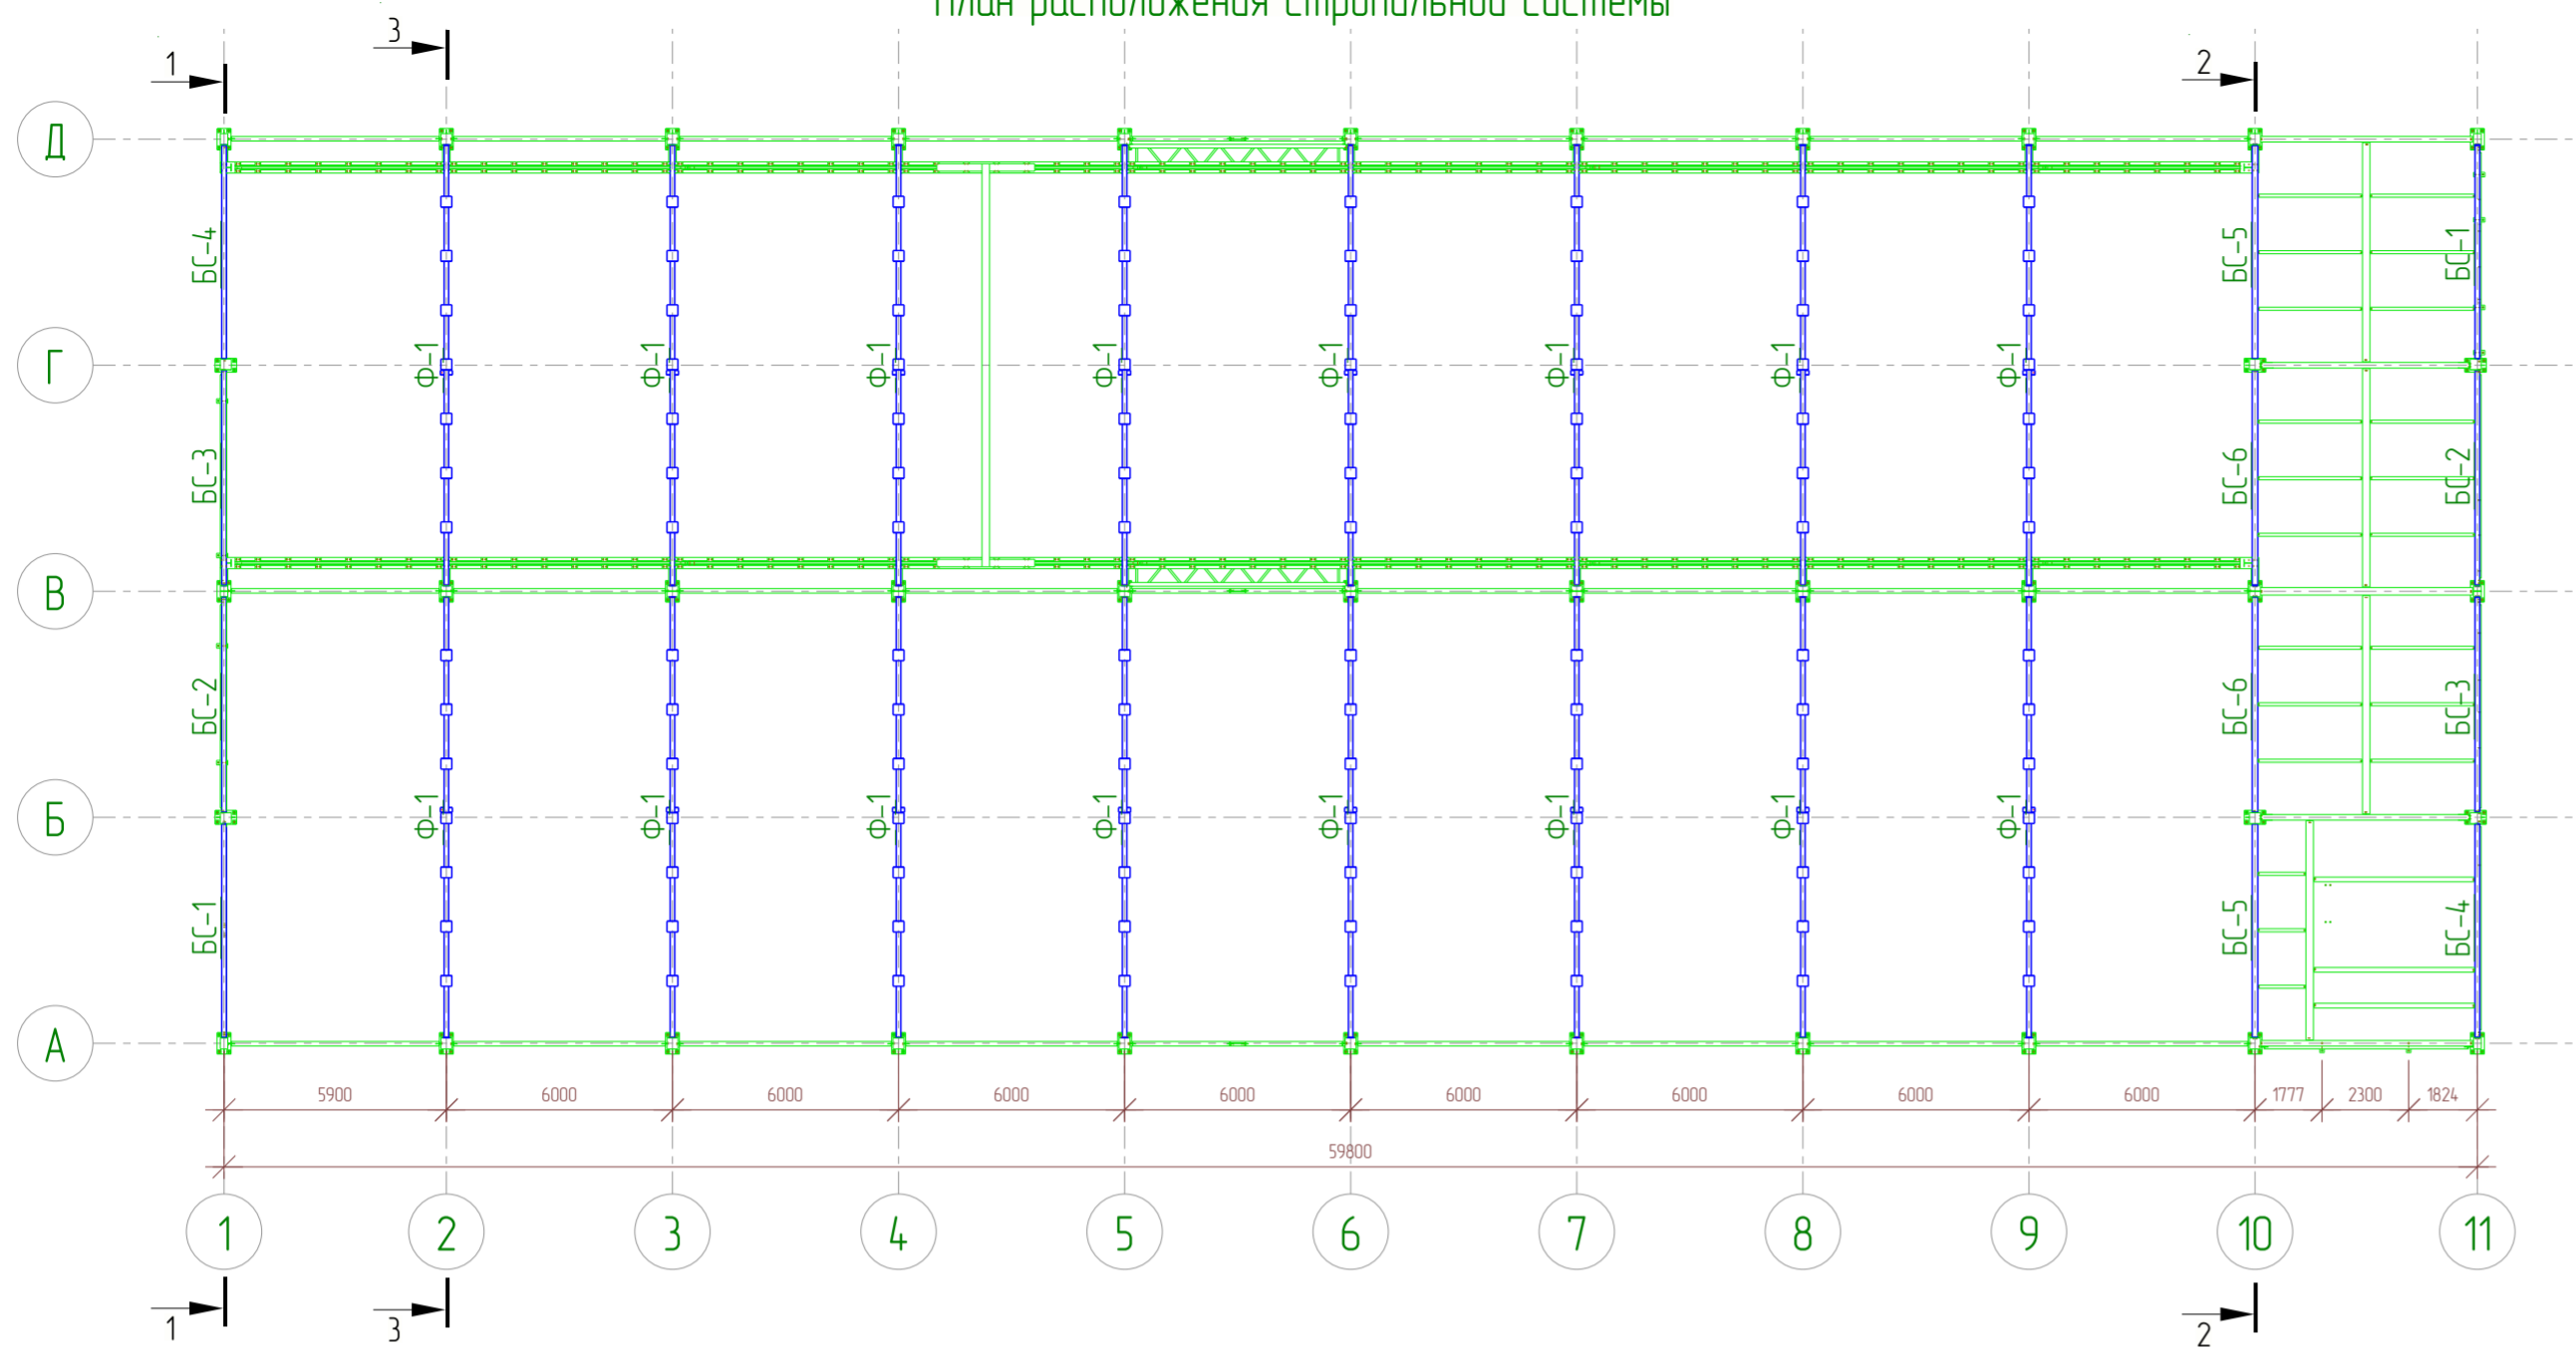 План расположения стропильной системы
3
1
2
Д
БС-4
БС-5
БС-1
Г
Ф-1 Ф-1 Ф-1 Ф-1 Ф-1 Ф-1 Ф-1 Ф-1
БС-3
БС-6
БС-2
В
БС-2
БС-6
БС-3
Б
Ф-1 Ф-1 Ф-1 Ф-1 Ф-1 Ф-1 Ф-1 Ф-1
БС-1
БС-5
БС-4
А
5900 6000 6000 6000 6000 6000 6000 6000 6000 1777 2300 1824
59800
1 2 3 4 5 6 7 8 9 10 11
1 3 2